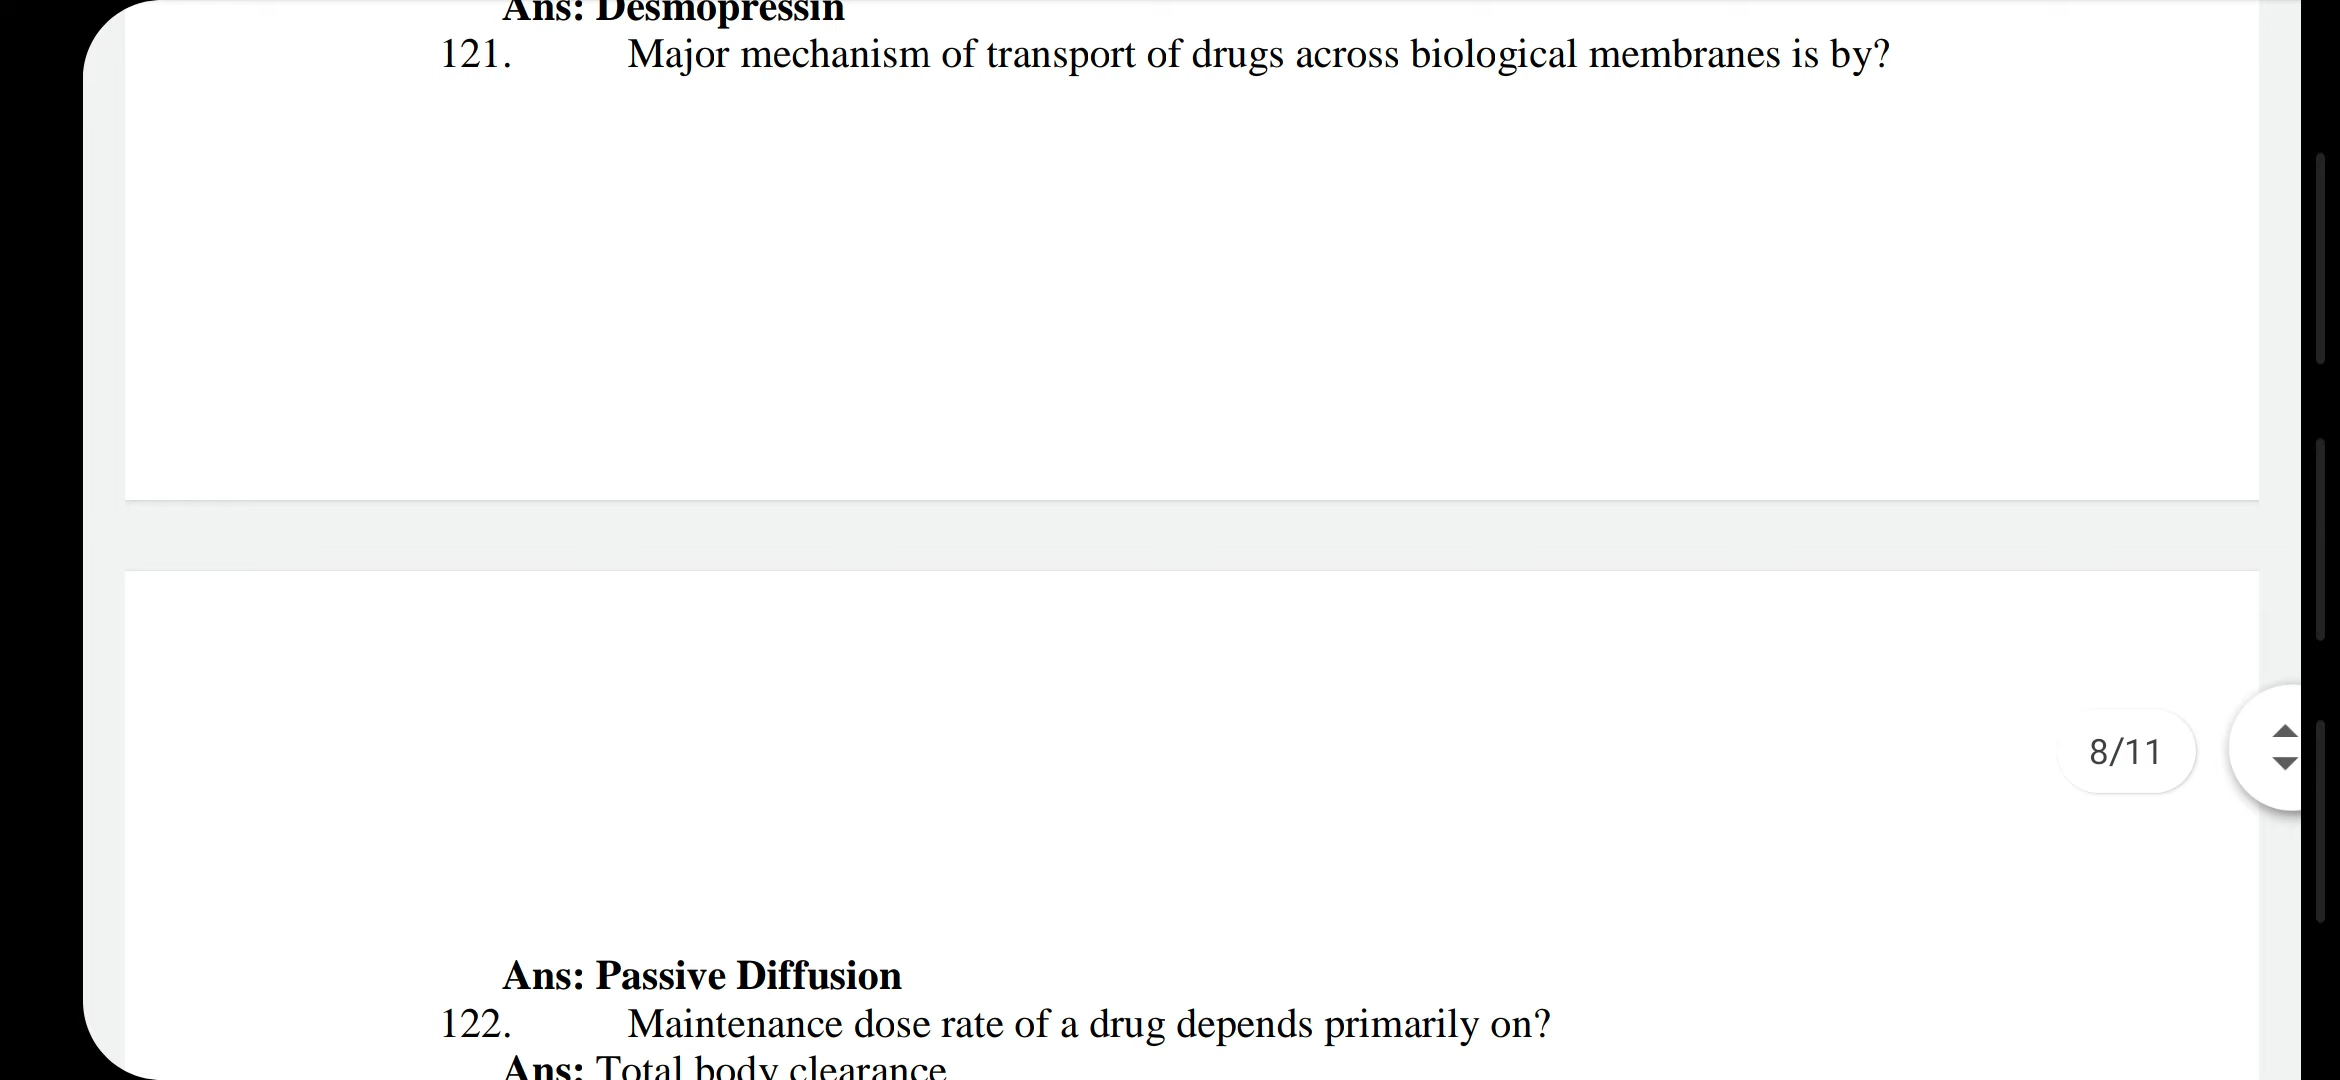 Ans: Desmopressin
121. Major mechanism of transport of drugs across biological membranes is by?
8/11
Ans: Passive Diffusion
122. Maintenance dose rate of a drug depends primarily on?
Ans: Total body clearance